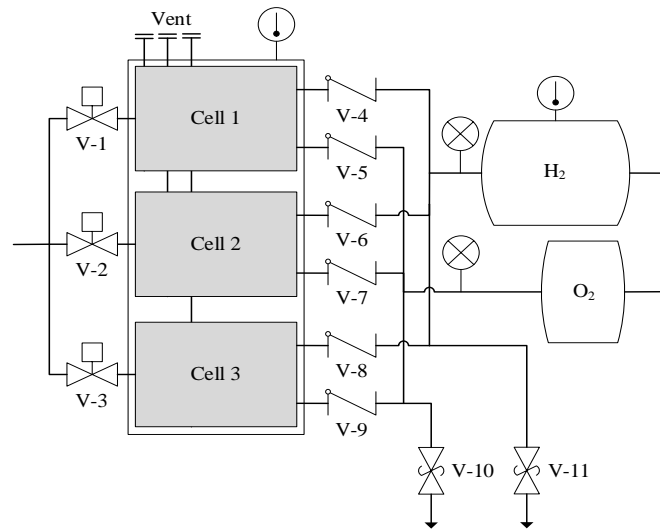 Vent
Cell 1
V-1
V-4
V-5
H₂
Cell 2
V-2
V-6
V-7
O₂
Cell 3
V-3
V-8
V-9
V-10
V-11